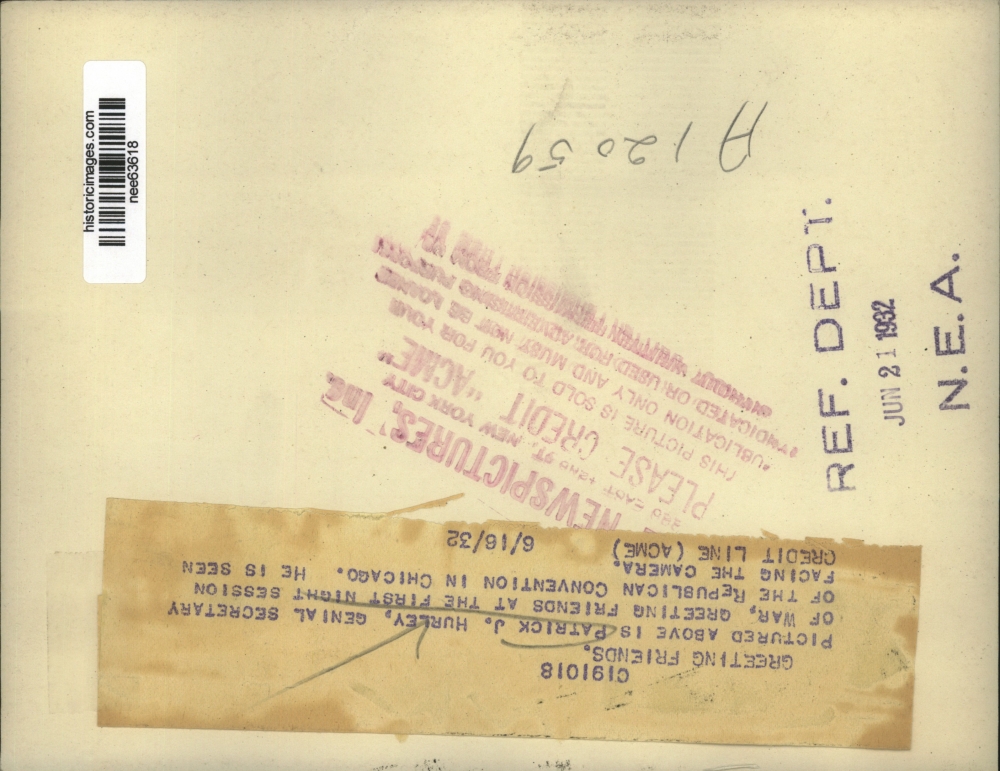 historicimages.com
nee63618
A12059
REF. DEPT.
JUN 21 1932
N.E.A.
NEWSPICTURES, INC.
EAST 42ND ST., NEW YORK CITY
PLEASE CREDIT "ACME"
(THIS PICTURE IS SOLD TO YOU FOR YOUR
PUBLICATION ONLY AND MUST NOT BE LOANED
SYNDICATED OR USED FOR ADVERTISING PURPOSES
WITHOUT WRITTEN PERMISSION FROM
C191018
GREETING FRIENDS.
PICTURED ABOVE IS PATRICK J. HURLEY, GENIAL SECRETARY
OF WAR, GREETING FRIENDS AT THE FIRST NIGHT SESSION
OF THE REPUBLICAN CONVENTION IN CHICAGO. HE IS SEEN
FACING THE CAMERA.
CREDIT LINE (ACME) 6/16/32